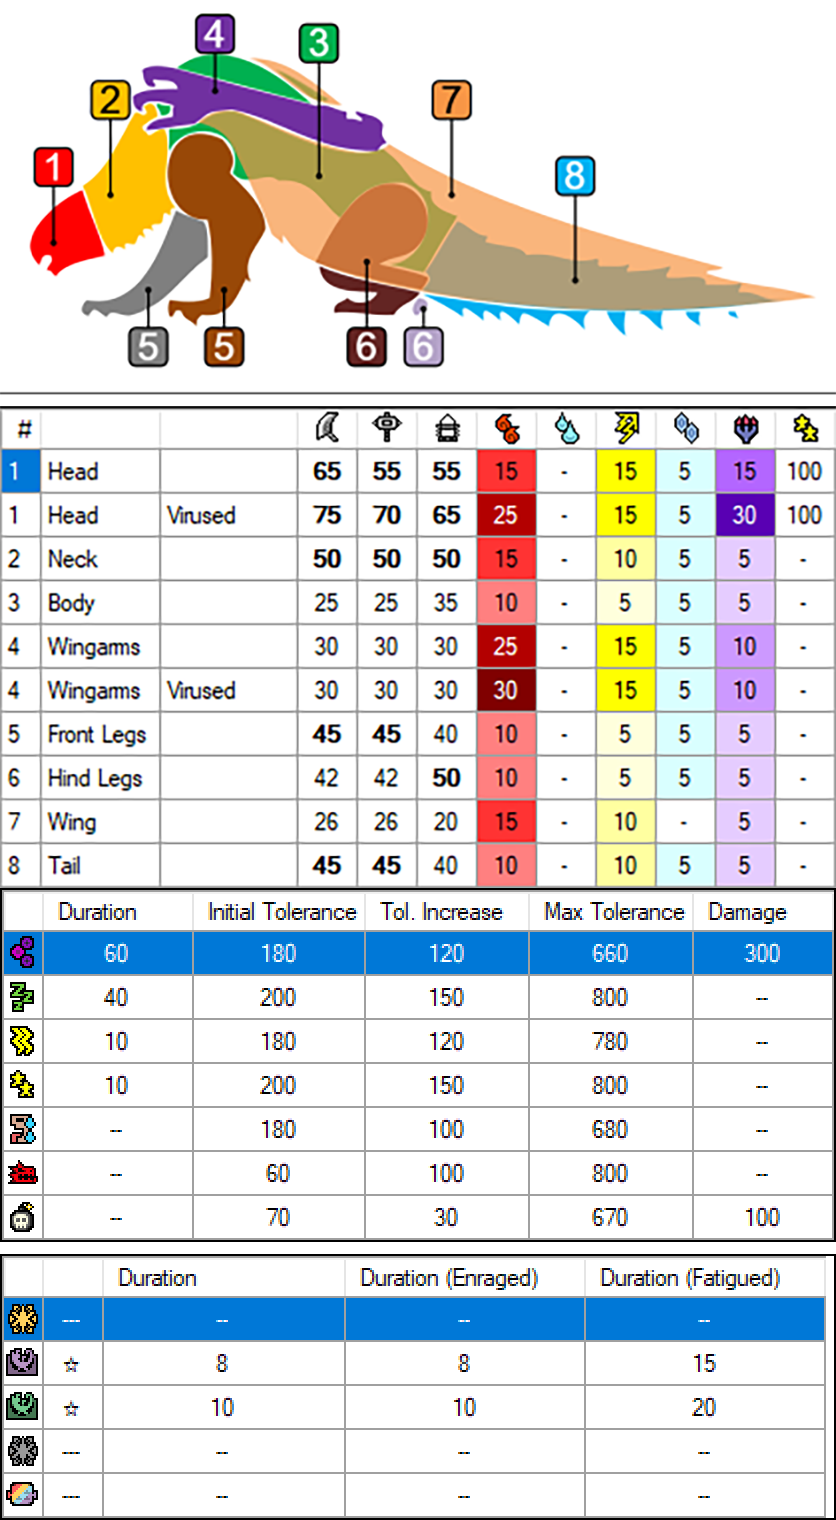 4
3
2
7
1
8
5 5 6 6
#
1 Head 65 55 55 15 - 15 5 15 100
1 Head Virused 75 70 65 25 - 15 5 30 100
2 Neck 50 50 50 15 - 10 5 5 -
3 Body 25 25 35 10 - 5 5 5 -
4 Wingarms 30 30 30 25 - 15 5 10 -
4 Wingarms Virused 30 30 30 30 - 15 5 10 -
5 Front Legs 45 45 40 10 - 5 5 5 -
6 Hind Legs 42 42 50 10 - 5 5 5 -
7 Wing 26 26 20 15 - 10 - 5 -
8 Tail 45 45 40 10 - 10 5 5 -
Duration Initial Tolerance Tol. Increase Max Tolerance Damage
60 180 120 660 300
40 200 150 800 --
10 180 120 780 --
10 200 150 800 --
-- 180 100 680 --
-- 60 100 800 --
-- 70 30 670 100
Duration Duration (Enraged) Duration (Fatigued)
--- -- -- --
☆ 8 8 15
☆ 10 10 20
--- -- -- --
--- -- -- --